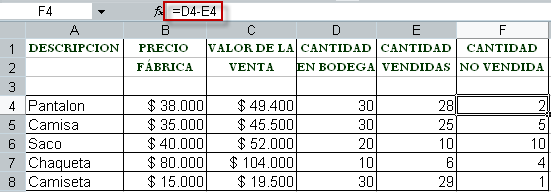 F4 fx =D4-E4
A B C D E F
1 DESCRIPCION PRECIO VALOR DE LA CANTIDAD CANTIDAD CANTIDAD
2 FÁBRICA VENTA EN BODEGA VENDIDAS NO VENDIDA
3
4 Pantalon $ 38.000 $ 49.400 30 28 2
5 Camisa $ 35.000 $ 45.500 30 25 5
6 Saco $ 40.000 $ 52.000 20 10 10
7 Chaqueta $ 80.000 $ 104.000 10 6 4
8 Camiseta $ 15.000 $ 19.500 30 29 1